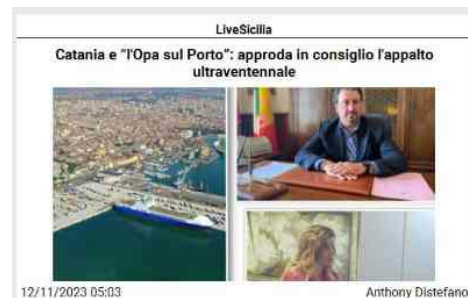 LiveSicilia
Catania e “l'Opa sul Porto”: approda in consiglio l'appalto
ultraventennale
12/11/2023 05:03
Anthony Distefano